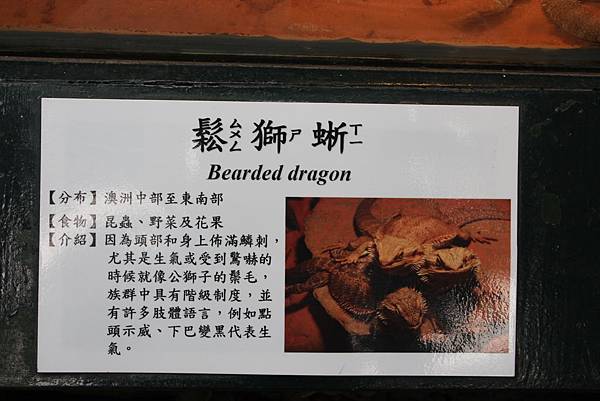 鬆ㄙㄨㄥ獅ㄕ蜥ㄒㄧ
Bearded dragon
【分布】澳洲中部至東南部
【食物】昆蟲、野菜及花果
【介紹】因為頭部和身上佈滿鱗刺，
尤其是生氣或受到驚嚇的
時候就像公獅子的鬃毛，
族群中具有階級制度，並
有許多肢體語言，例如點
頭示威、下巴變黑代表生
氣。